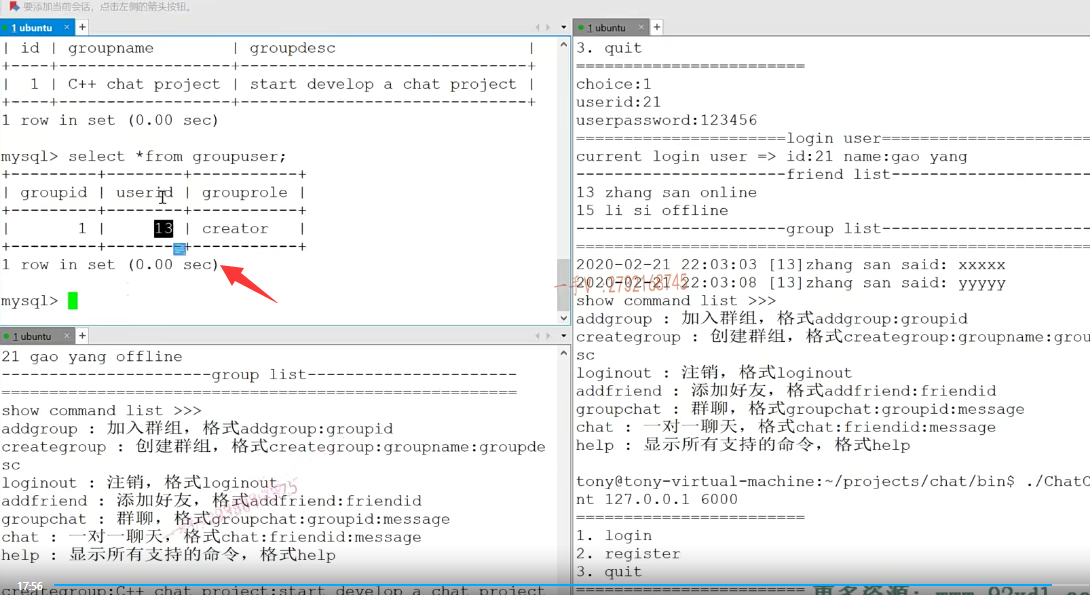 要添加当前会话，点击左侧的箭头按钮。
1 ubuntu × +
| id | groupname | groupdesc |
+----+-------------------+-------------------------------+
| 1 | C++ chat project | start develop a chat project |
+----+-------------------+-------------------------------+
1 row in set (0.00 sec)
mysql> select *from groupuser;
+---------+--------+-----------+
| groupid | userid | grouprole |
+---------+--------+-----------+
| 1 | 13 | creator |
+---------+--------+-----------+
1 row in set (0.00 sec)
mysql>
1 ubuntu × +
21 gao yang offline
----------------------group list----------------------
======================================================
show command list >>>
addgroup : 加入群组，格式addgroup:groupid
creategroup : 创建群组，格式creategroup:groupname:groupde
sc
loginout : 注销，格式loginout
addfriend : 添加好友，格式addfriend:friendid
groupchat : 群聊，格式groupchat:groupid:message
chat : 一对一聊天，格式chat:friendid:message
help : 显示所有支持的命令，格式help
creategroup:C++ chat project:start develop a chat project
17:56
1 ubuntu × +
3. quit
========================
choice:1
userid:21
userpassword:123456
======================login user======================
current login user => id:21 name:gao yang
----------------------friend list---------------------
13 zhang san online
15 li si offline
----------------------group list----------------------
======================================================
2020-02-21 22:03:03 [13]zhang san said: xxxxx
2020-02-21 22:03:08 [13]zhang san said: yyyyy
show command list >>>
addgroup : 加入群组，格式addgroup:groupid
creategroup : 创建群组，格式creategroup:groupname:grou
sc
loginout : 注销，格式loginout
addfriend : 添加好友，格式addfriend:friendid
groupchat : 群聊，格式groupchat:groupid:message
chat : 一对一聊天，格式chat:friendid:message
help : 显示所有支持的命令，格式help
tony@tony-virtual-machine:~/projects/chat/bin$ ./ChatC
nt 127.0.0.1 6000
========================
1. login
2. register
3. quit
========================